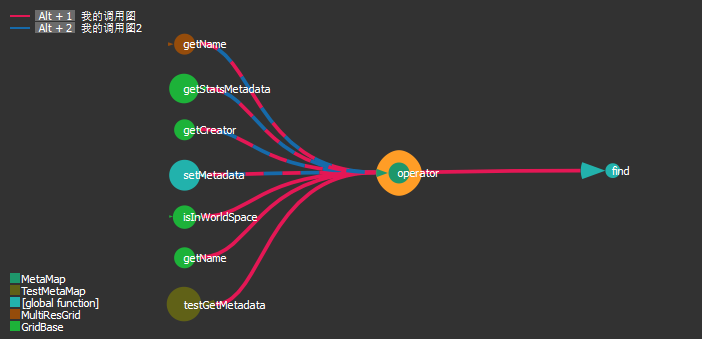 Alt + 1 我的调用图
Alt + 2 我的调用图2
getName
getStatsMetadata
getCreator
setMetadata
operator
find
isInWorldSpace
getName
testGetMetadata
MetaMap
TestMetaMap
[global function]
MultiResGrid
GridBase